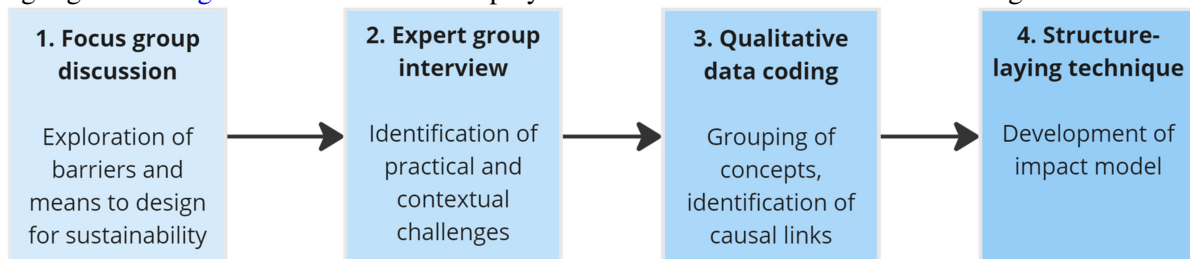 1. Focus group
discussion
Exploration of
barriers and
means to design
for sustainability
2. Expert group
interview
Identification of
practical and
contextual
challenges
3. Qualitative
data coding
Grouping of
concepts,
identification of
causal links
4. Structure-
laying technique
Development of
impact model